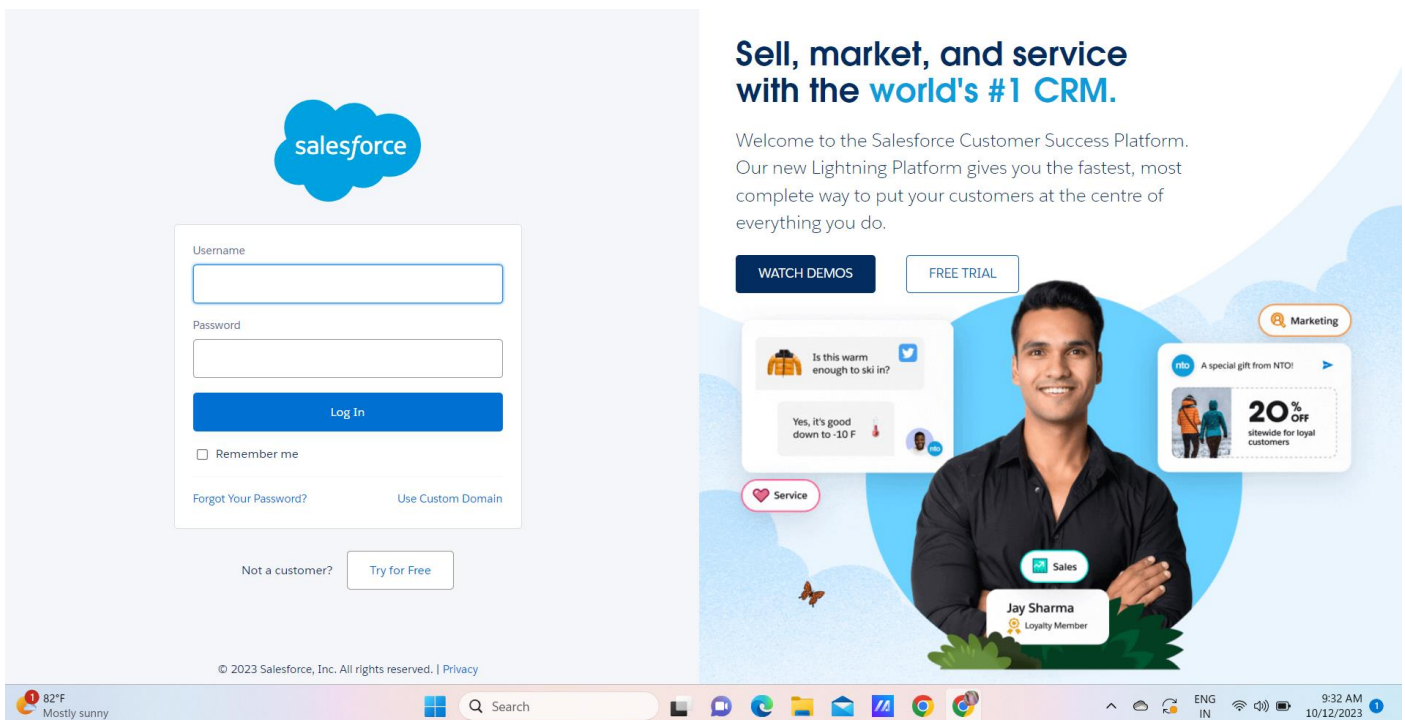 salesforce
Username
Password
Log In
Remember me
Forgot Your Password? Use Custom Domain
Not a customer? Try for Free
© 2023 Salesforce, Inc. All rights reserved. | Privacy
Sell, market, and service
with the world's #1 CRM.
Welcome to the Salesforce Customer Success Platform.
Our new Lightning Platform gives you the fastest, most
complete way to put your customers at the centre of
everything you do.
WATCH DEMOS FREE TRIAL
Is this warm
enough to ski in?
Yes, it's good
down to -10 F
nto
Service
Marketing
nto A special gift from NTO!
20% OFF
sitewide for loyal
customers
Sales
Jay Sharma
Loyalty Member
1 82°F
Mostly sunny
Search
ENG
IN
9:32 AM
10/12/2023
1